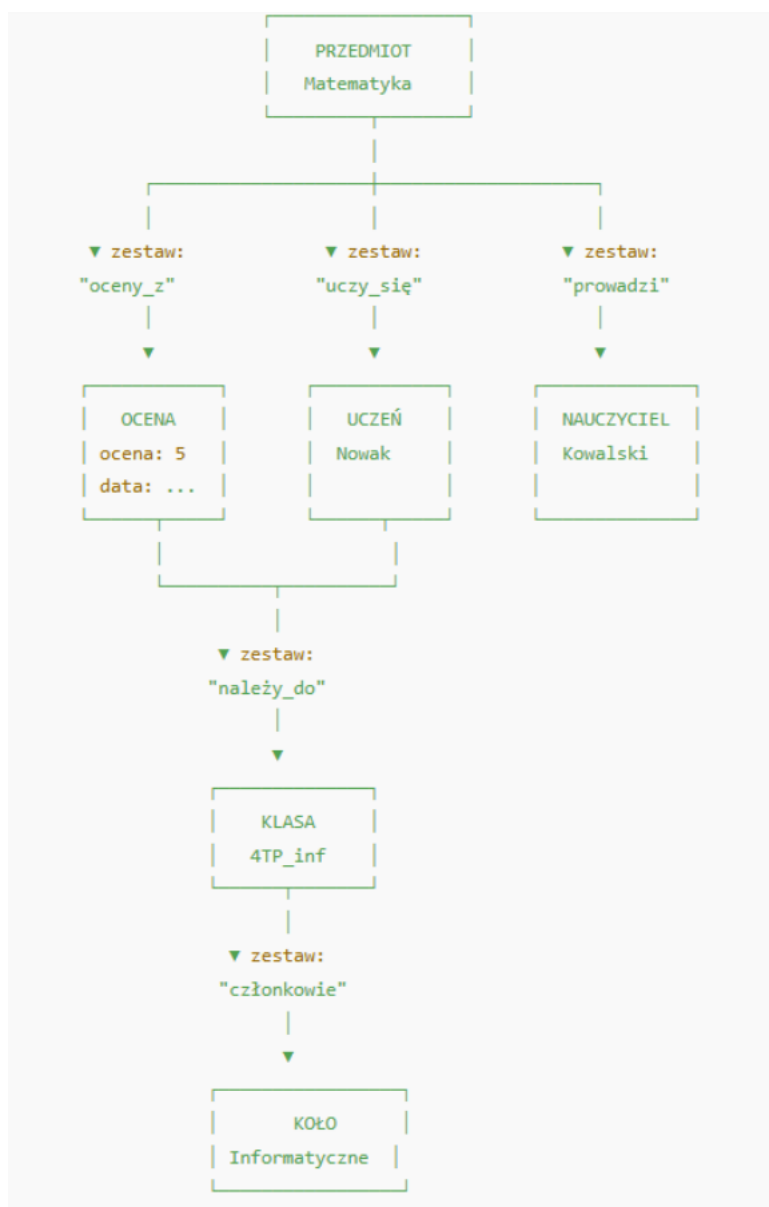 PRZEDMIOT
Matematyka
▼ zestaw: ▼ zestaw: ▼ zestaw:
"oceny_z" "uczy_się" "prowadzi"
OCENA UCZEŃ NAUCZYCIEL
ocena: 5 Nowak Kowalski
data: ...
▼ zestaw:
"należy_do"
KLASA
4TP_inf
▼ zestaw:
"członkowie"
KOŁO
Informatyczne